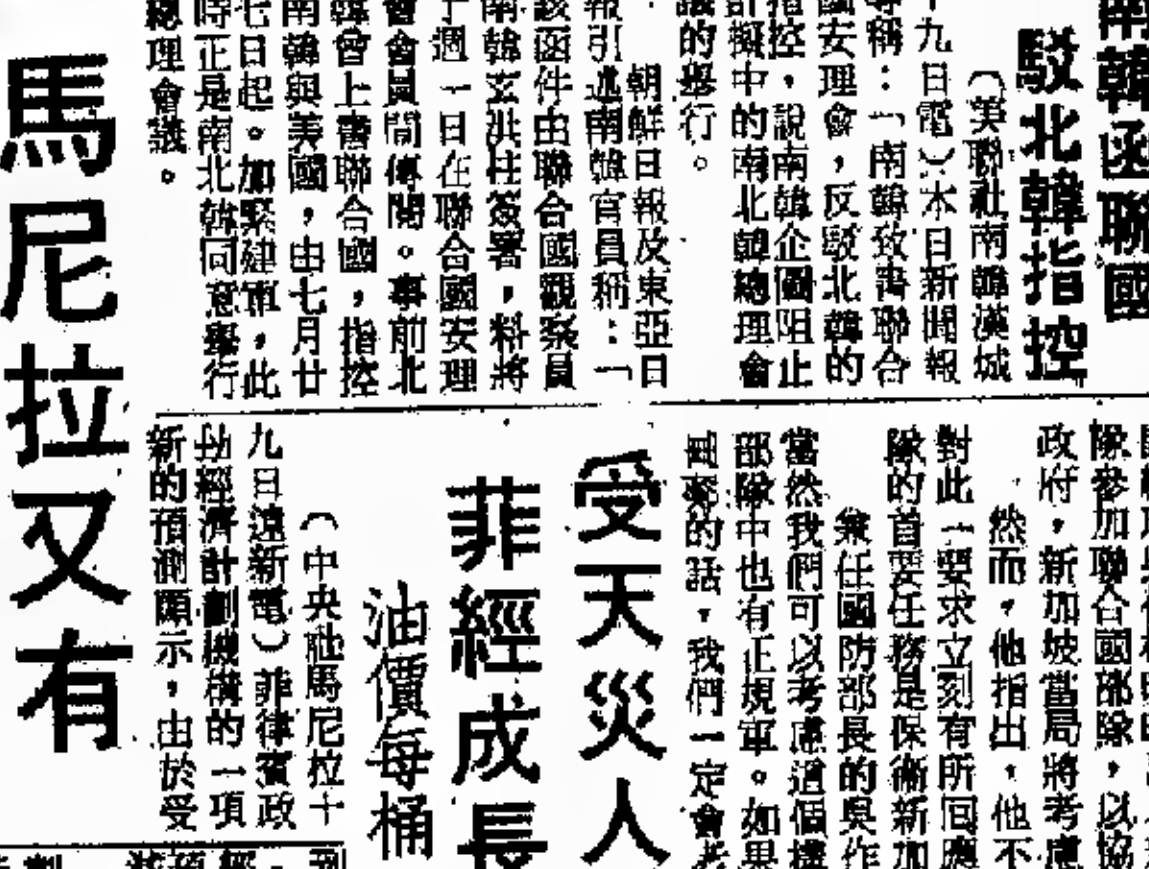 南韓函聯國
駁北韓指控
（美聯社南韓漢城
十九日電）本日新聞報
導稱：「南韓致書聯合
國安理會，反駁北韓的
指控，說南韓企圖阻止
計擬中的南北韓總理會
議的舉行。
朝鮮日報及東亞日
報引述南韓官員稱：「
該函件由聯合國觀察員
南韓玄洪柱簽署，料將
于週一日在聯合國安理
會會員間傳閱。事前北
韓會上書聯合國，指控
南韓與美國，由七月廿
七日起。加緊建軍，此
時正是南北韓同意舉行
總理會議。
隊參加聯合國部隊，以協
政府，新加坡當局將考慮
然而，他指出，他不
對此一要求立刻有所回應
隊的首要任務是保衛新加
兼任國防部長的吳作
當然我們可以考慮這個
部隊中也有正規軍。如果
的話，我們一定會考
受天災人
菲經成長
油價每桶
（中央社馬尼拉十
九日遠新電）菲律賓政
劫經濟計劃機構的一項
新的預測顯示，由於受
馬尼拉又有